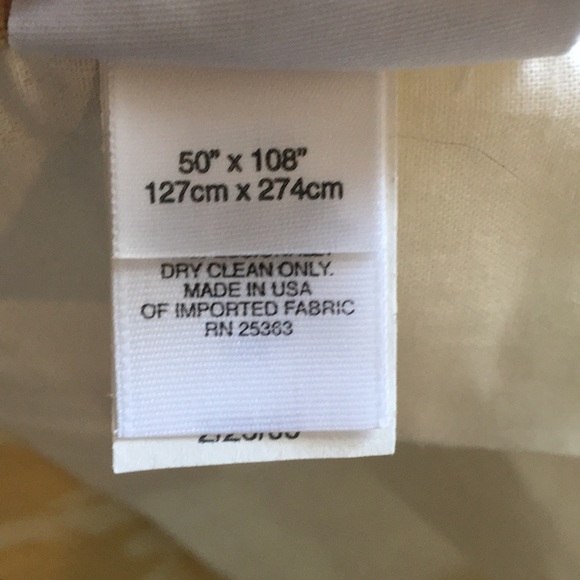 50" x 108"
127cm x 274cm
DRY CLEAN ONLY.
MADE IN USA
OF IMPORTED FABRIC
RN 25363